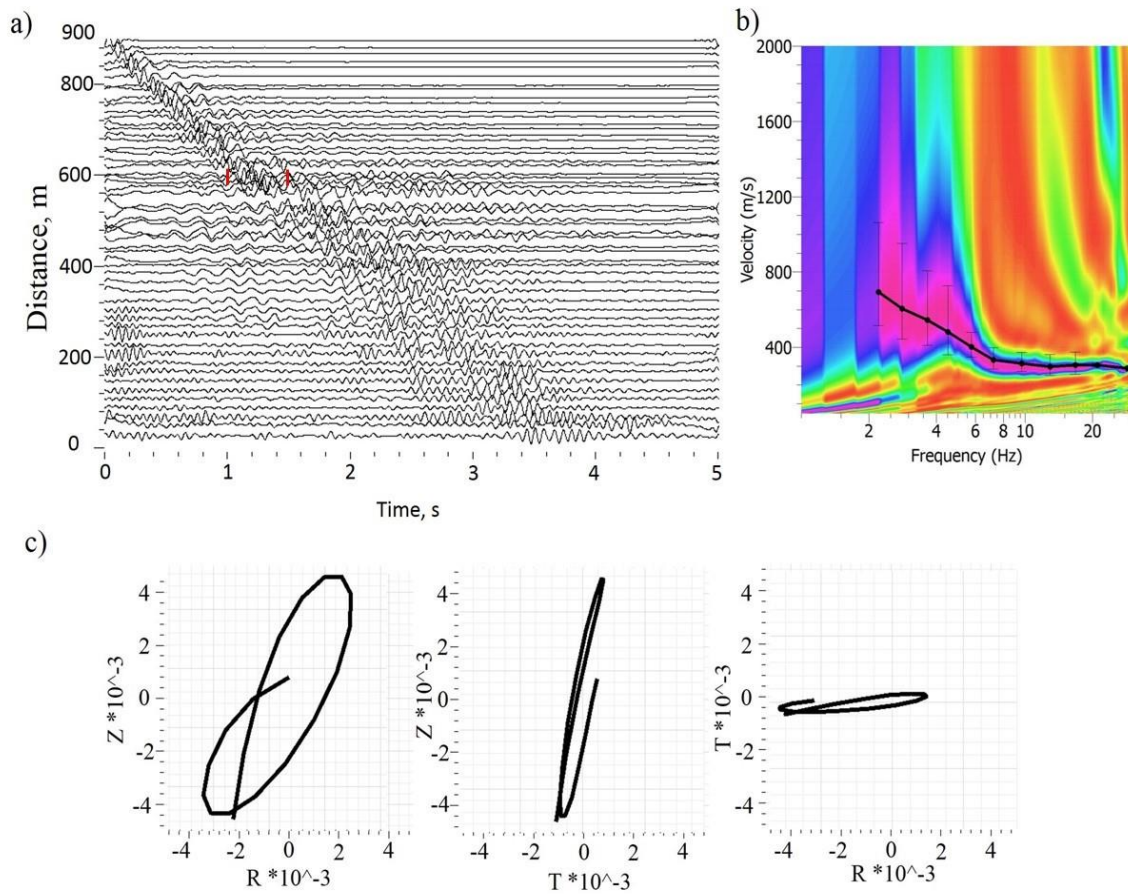 a)
900
800
600
400
200
0
Distance, m
0 1 2 3 4 5
Time, s
b)
2000
1600
1200
800
400
Velocity (m/s)
2 4 6 8 10 20
Frequency (Hz)
c)
4
2
0
-2
-4
Z *10^-3
-4 -2 0 2 4
R *10^-3
4
2
0
-2
-4
Z *10^-3
-4 -2 0 2 4
T *10^-3
4
2
0
-2
-4
T *10^-3
-4 -2 0 2 4
R *10^-3